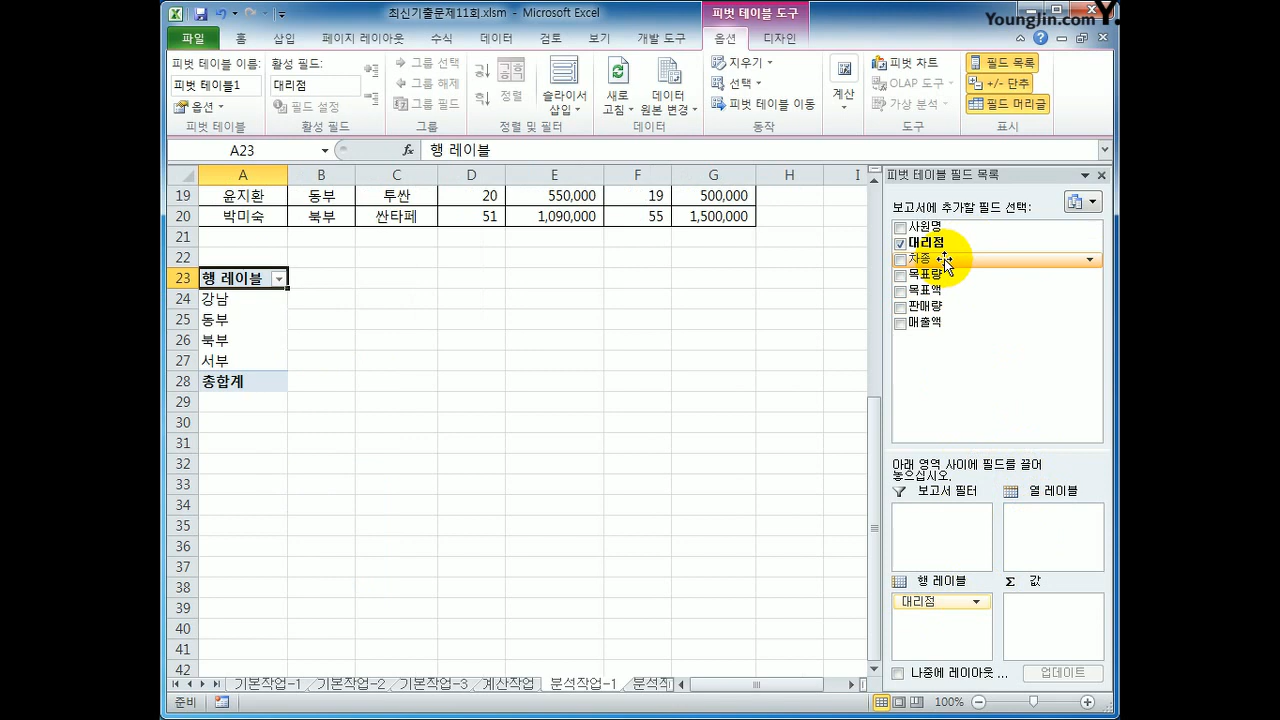 최신기출문제11회.xlsm - Microsoft Excel
피벗 테이블 도구
YoungJin.com Y.
파일 홈 삽입 페이지 레이아웃 수식 데이터 검토 보기 개발 도구 옵션 디자인
피벗 테이블 이름:
피벗 테이블1
옵션
피벗 테이블
활성 필드:
대리점
필드 설정
활성 필드
그룹 선택
그룹 해제
그룹 필드
그룹
정렬
슬라이서
삽입
정렬 및 필터
새로
고침
데이터
원본 변경
데이터
지우기
선택
피벗 테이블 이동
동작
계산
피벗 차트
OLAP 도구
가상 분석
도구
필드 목록
+/- 단추
필드 머리글
표시
A23 fx 행 레이블
A B C D E F G H I
19 윤지환 동부 투싼 20 550,000 19 500,000
20 박미숙 북부 싼타페 51 1,090,000 55 1,500,000
21
22
23 행 레이블
24 강남
25 동부
26 북부
27 서부
28 총합계
29
30
31
32
33
34
35
36
37
38
39
40
41
42
피벗 테이블 필드 목록
보고서에 추가할 필드 선택:
사원명
대리점
차종
목표량
목표액
판매량
매출액
아래 영역 사이에 필드를 끌어
놓으십시오.
보고서 필터 열 레이블
행 레이블 Σ 값
대리점
나중에 레이아웃 ... 업데이트
기본작업-1 기본작업-2 기본작업-3 계산작업 분석작업-1
준비 100%